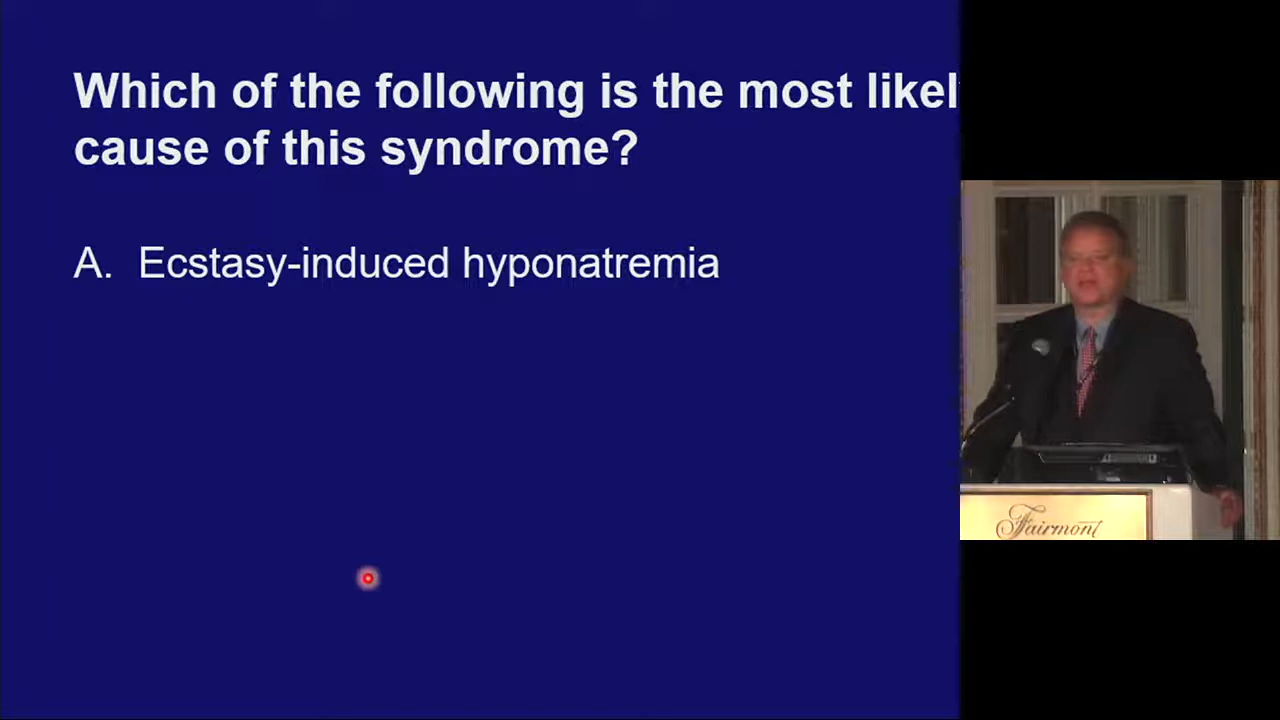 Which of the following is the most likel
cause of this syndrome?
A. Ecstasy-induced hyponatremia
Fairmont